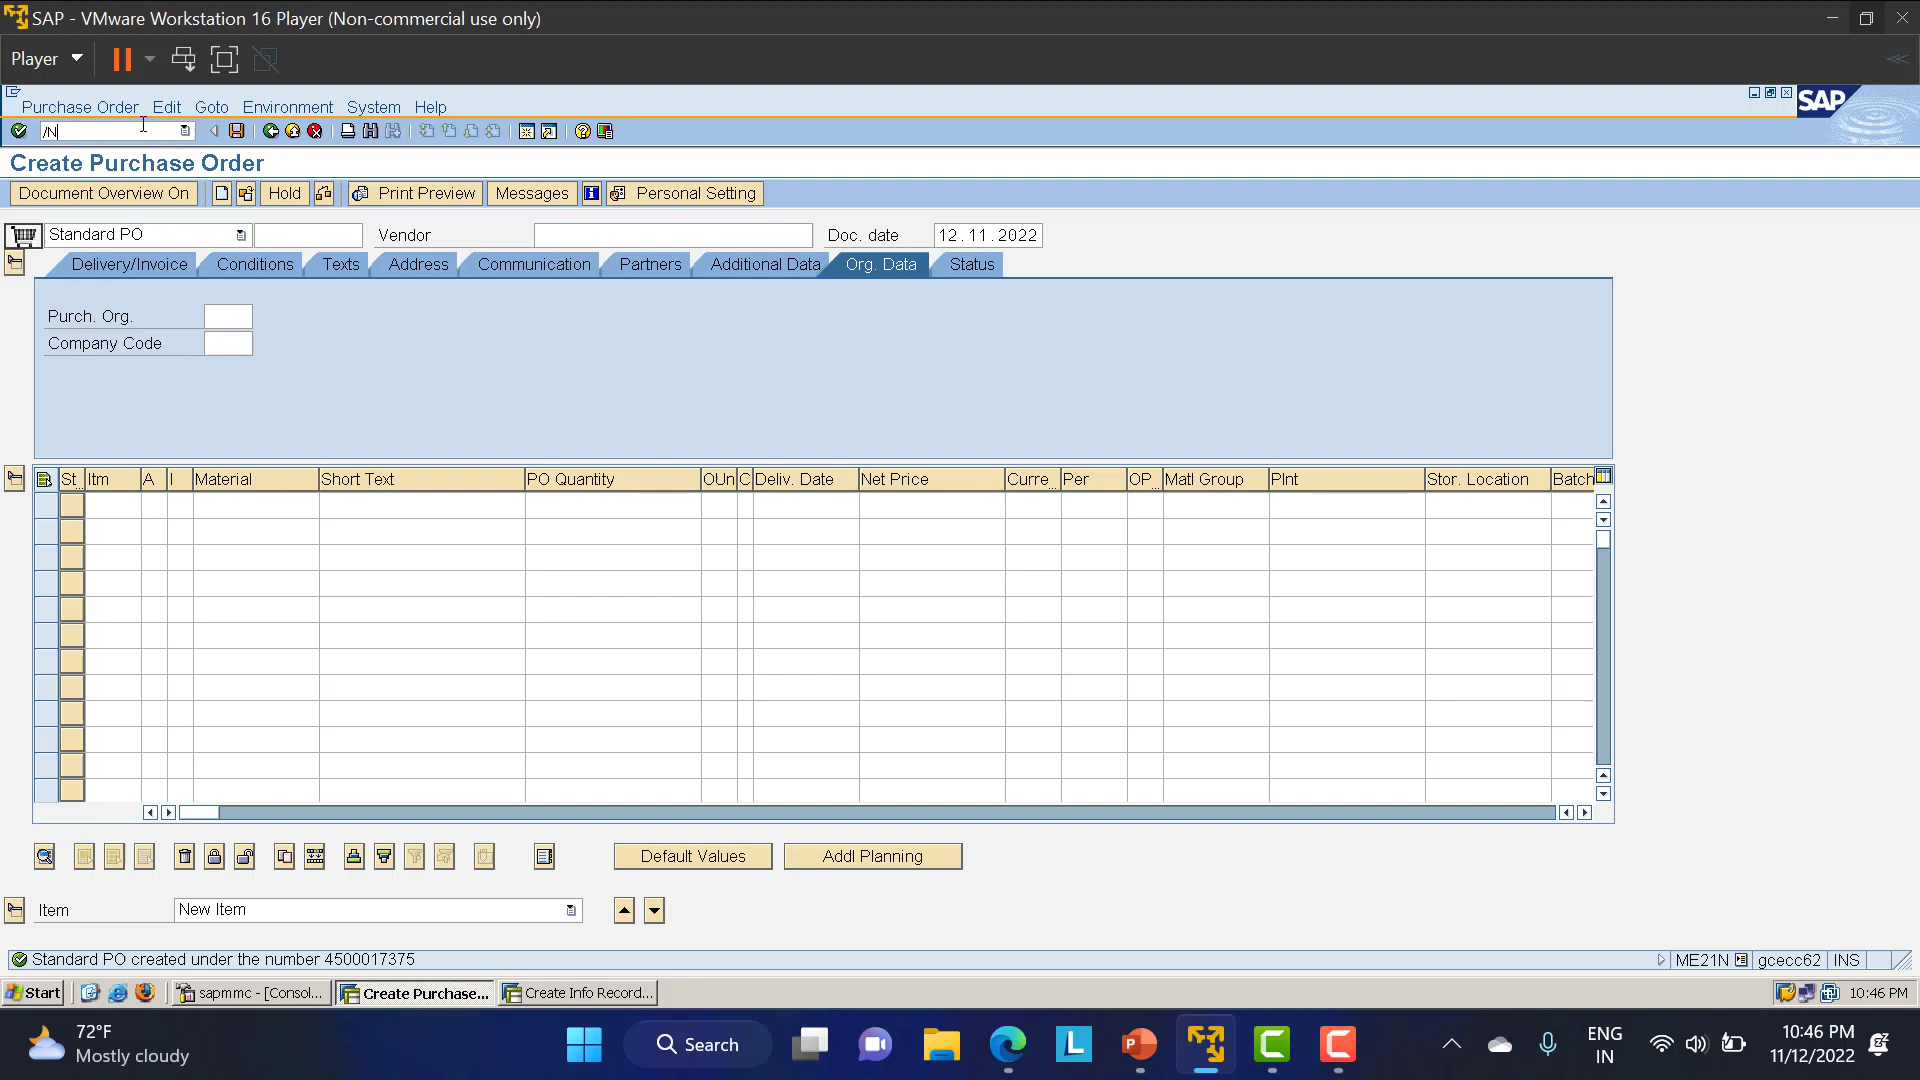 SAP - VMware Workstation 16 Player (Non-commercial use only)
Player
Purchase Order Edit Goto Environment System Help
SAP
/N
Create Purchase Order
Document Overview On Hold Print Preview Messages Personal Setting
Standard PO Vendor Doc. date 12.11.2022
Delivery/Invoice Conditions Texts Address Communication Partners Additional Data Org. Data Status
Purch. Org.
Company Code
St... Itm A I Material Short Text PO Quantity OUn C Deliv. Date Net Price Curre... Per OP... Matl Group Plnt Stor. Location Batch
Default Values Addl Planning
Item New Item
Standard PO created under the number 4500017375 ME21N gcecc62 INS
Start sapmmc - [Consol... Create Purchase... Create Info Record... 10:46 PM
72°F
Mostly cloudy
Search
L
P
C
C
ENG
IN
10:46 PM
11/12/2022